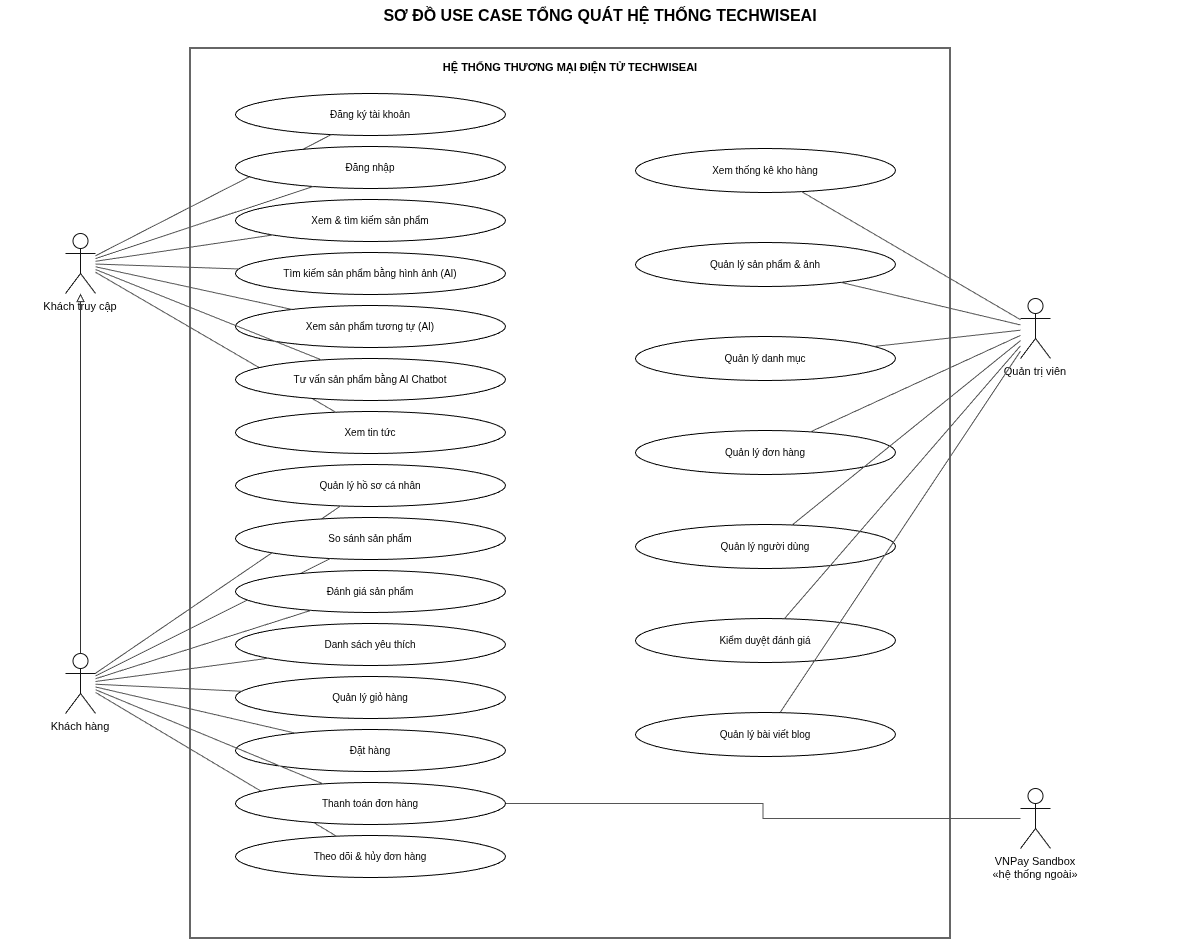 SƠ ĐỒ USE CASE TỔNG QUÁT HỆ THỐNG TECHWISEAI
HỆ THỐNG THƯƠNG MẠI ĐIỆN TỬ TECHWISEAI
Đăng ký tài khoản
Đăng nhập
Xem & tìm kiếm sản phẩm
Tìm kiếm sản phẩm bằng hình ảnh (AI)
Xem sản phẩm tương tự (AI)
Tư vấn sản phẩm bằng AI Chatbot
Xem tin tức
Quản lý hồ sơ cá nhân
So sánh sản phẩm
Đánh giá sản phẩm
Danh sách yêu thích
Quản lý giỏ hàng
Đặt hàng
Thanh toán đơn hàng
Theo dõi & hủy đơn hàng
Xem thống kê kho hàng
Quản lý sản phẩm & ảnh
Quản lý danh mục
Quản lý đơn hàng
Quản lý người dùng
Kiểm duyệt đánh giá
Quản lý bài viết blog
Khách truy cập
Khách hàng
Quản trị viên
VNPay Sandbox
«hệ thống ngoài»